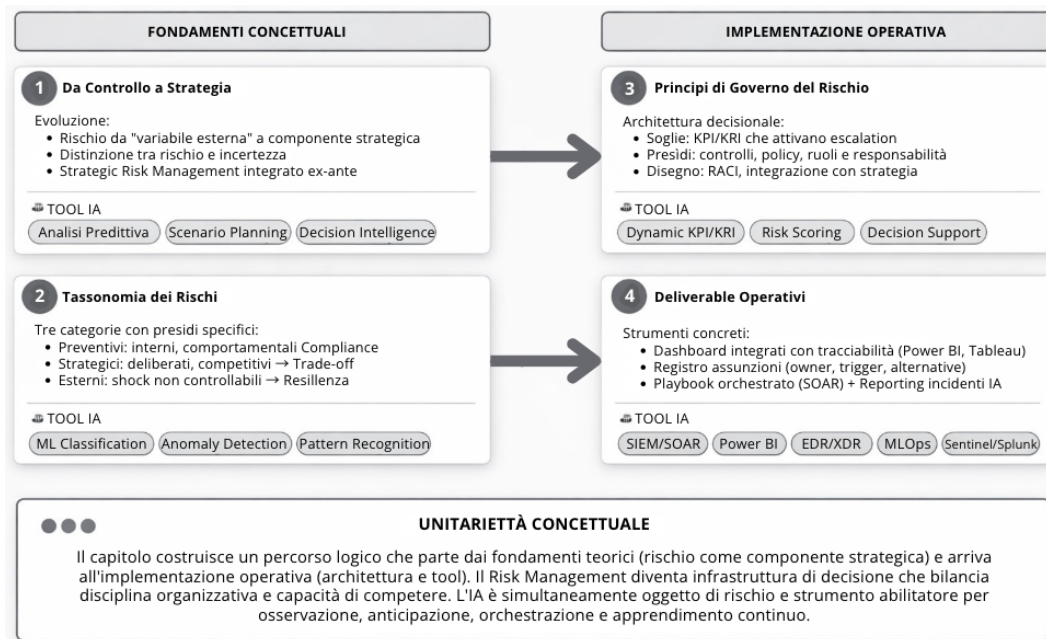 FONDAMENTI CONCETTUALI
1 Da Controllo a Strategia
Evoluzione:
• Rischio da "variabile esterna" a componente strategica
• Distinzione tra rischio e incertezza
• Strategic Risk Management integrato ex-ante
TOOL IA
Analisi Predittiva Scenario Planning Decision Intelligence
2 Tassonomia dei Rischi
Tre categorie con presidi specifici:
• Preventivi: interni, comportamentali Compliance
• Strategici: deliberati, competitivi → Trade-off
• Esterni: shock non controllabili → Resillenza
TOOL IA
ML Classification Anomaly Detection Pattern Recognition
IMPLEMENTAZIONE OPERATIVA
3 Principi di Governo del Rischio
Architettura decisionale:
• Soglie: KPI/KRI che attivano escalation
• Presìdi: controlli, policy, ruoli e responsabilità
• Disegno: RACI, integrazione con strategia
TOOL IA
Dynamic KPI/KRI Risk Scoring Decision Support
4 Deliverable Operativi
Strumenti concreti:
• Dashboard integrati con tracciabilità (Power BI, Tableau)
• Registro assunzioni (owner, trigger, alternative)
• Playbook orchestrato (SOAR) + Reporting incidenti IA
TOOL IA
SIEM/SOAR Power BI EDR/XDR MLOps Sentinel/Splunk
UNITARIETTÀ CONCETTUALE
Il capitolo costruisce un percorso logico che parte dai fondamenti teorici (rischio come componente strategica) e arriva
all'implementazione operativa (architettura e tool). Il Risk Management diventa infrastruttura di decisione che bilancia
disciplina organizzativa e capacità di competere. L'IA è simultaneamente oggetto di rischio e strumento abilitatore per
osservazione, anticipazione, orchestrazione e apprendimento continuo.